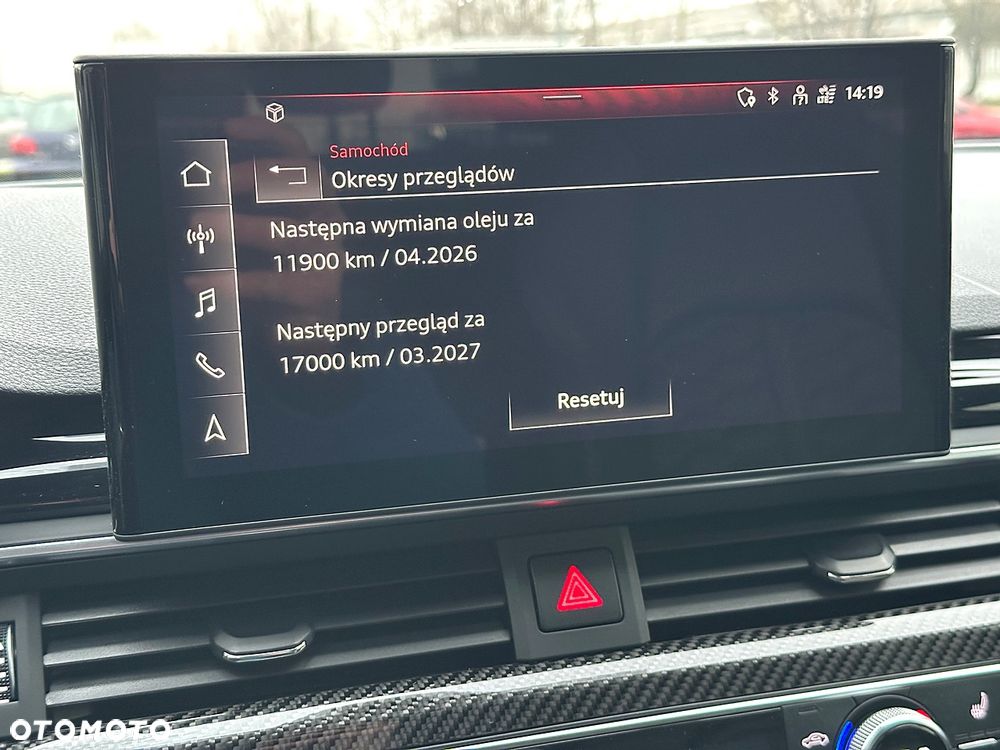 14:19
Samochód
Okresy przeglądów
Następna wymiana oleju za
11900 km / 04.2026
Następny przegląd za
17000 km / 03.2027
Resetuj
OTOMOTO